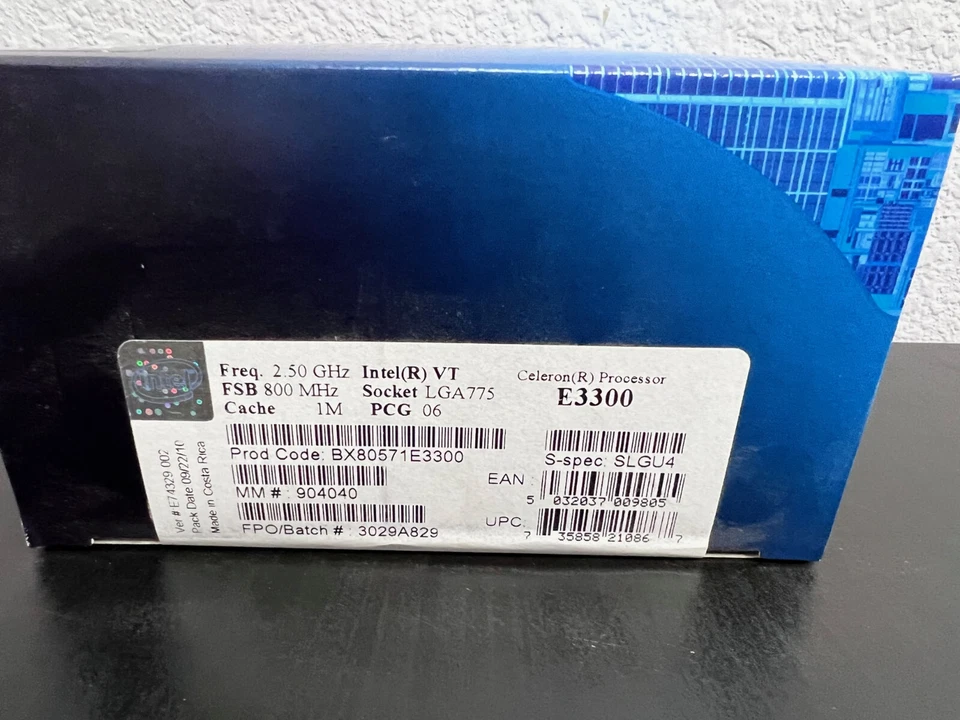 intel
Freq. 2.50 GHz Intel(R) VT
FSB 800 MHz Socket LGA775
Cache 1M PCG 06
Celeron(R) Processor
E3300
Prod Code: BX80571E3300
MM # : 904040
FPO/Batch # : 3029A829
S-spec: SLGU4
EAN :
5 032037 009805
UPC:
7 35858 21086 7
Ver # E74329-002
Pack Date 09/22/10
Made in Costa Rica